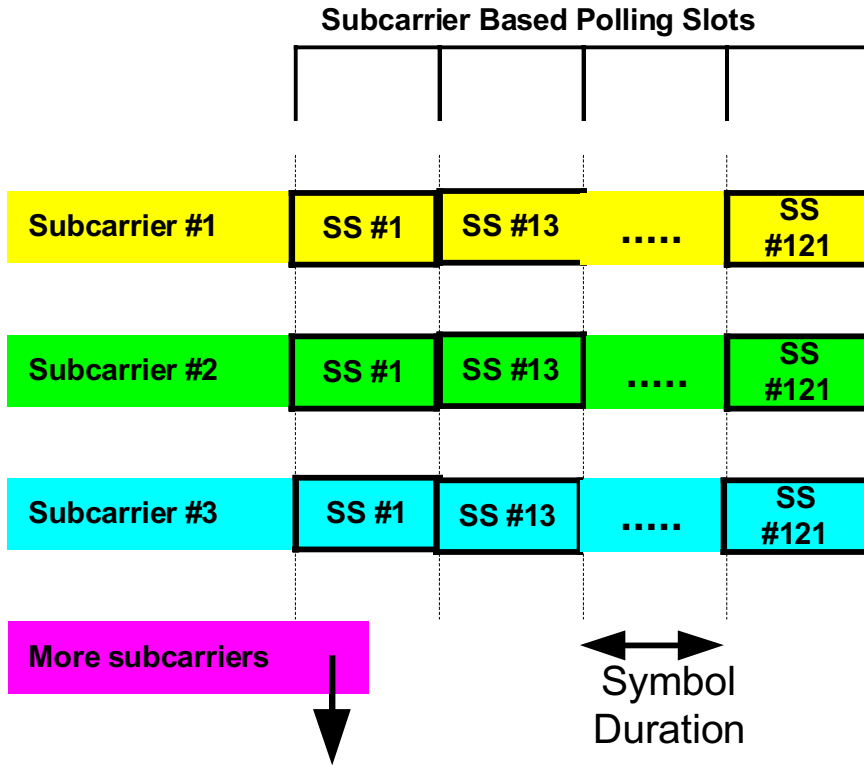 Subcarrier Based Polling Slots
Subcarrier #1
SS #1
SS #13
.....
SS
#121
Subcarrier #2
SS #1
SS #13
.....
SS
#121
Subcarrier #3
SS #1
SS #13
.....
SS
#121
More subcarriers
Symbol
Duration